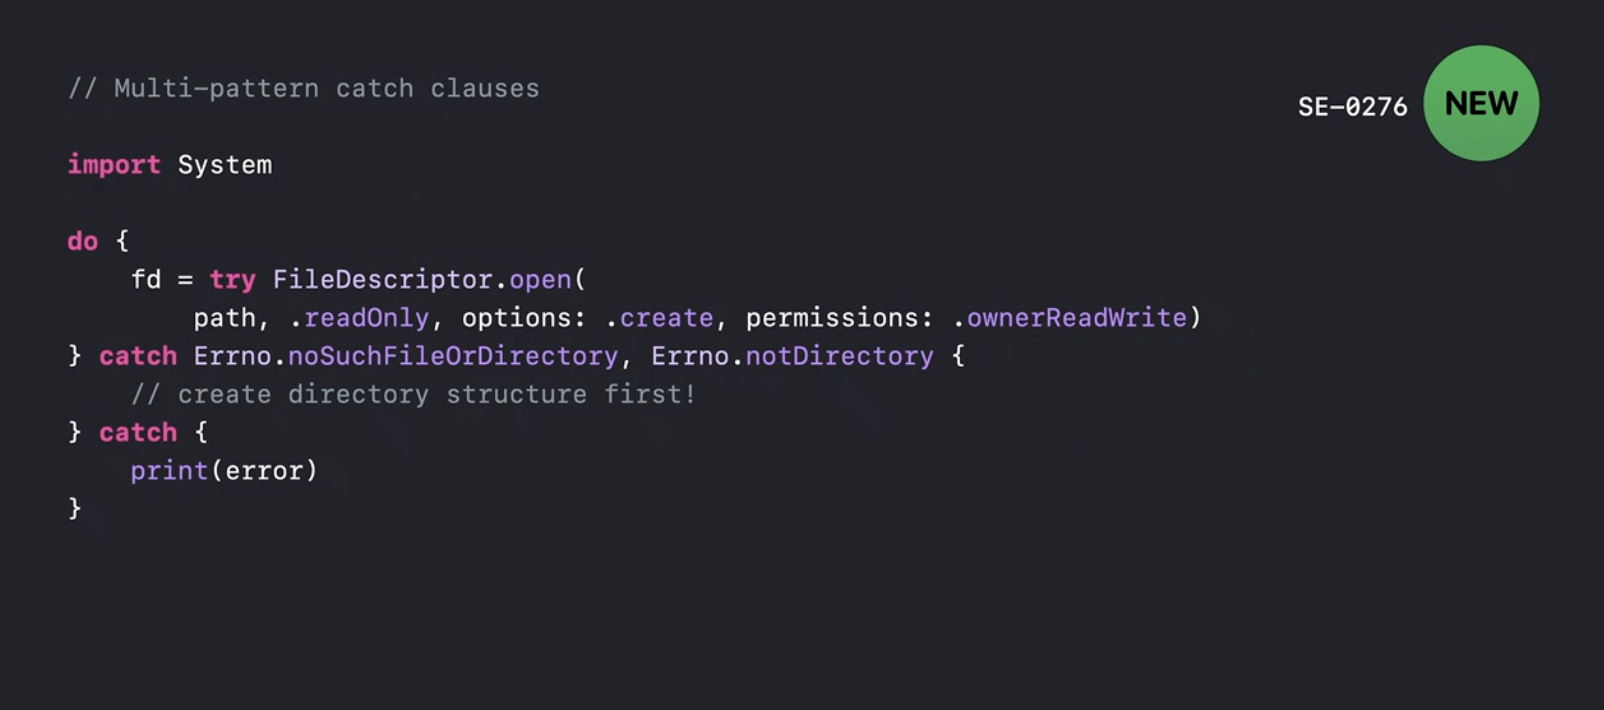 // Multi-pattern catch clauses
SE-0276 NEW
import System
do {
    fd = try FileDescriptor.open(
        path, .readOnly, options: .create, permissions: .ownerReadWrite)
} catch Errno.noSuchFileOrDirectory, Errno.notDirectory {
    // create directory structure first!
} catch {
    print(error)
}